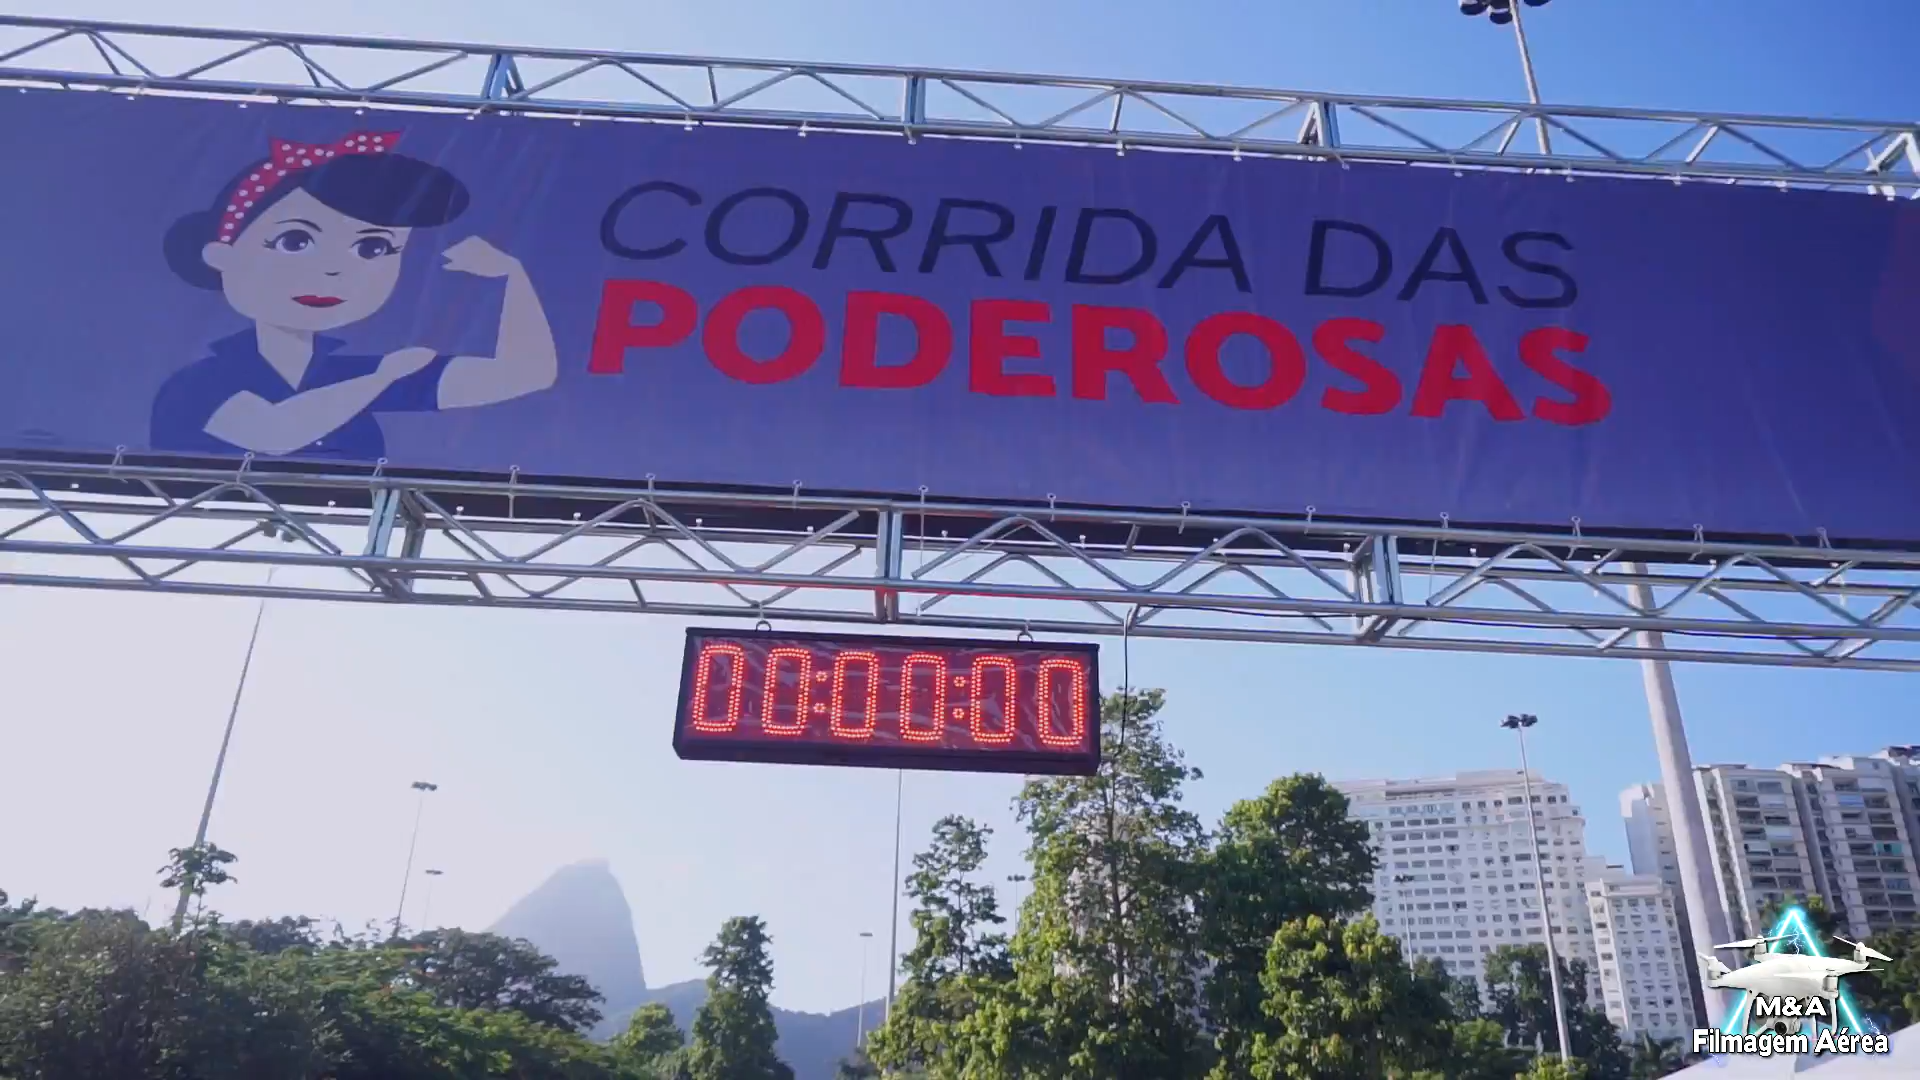 CORRIDA DAS
PODEROSAS
00:00:00
M&A
Filmagem Aérea